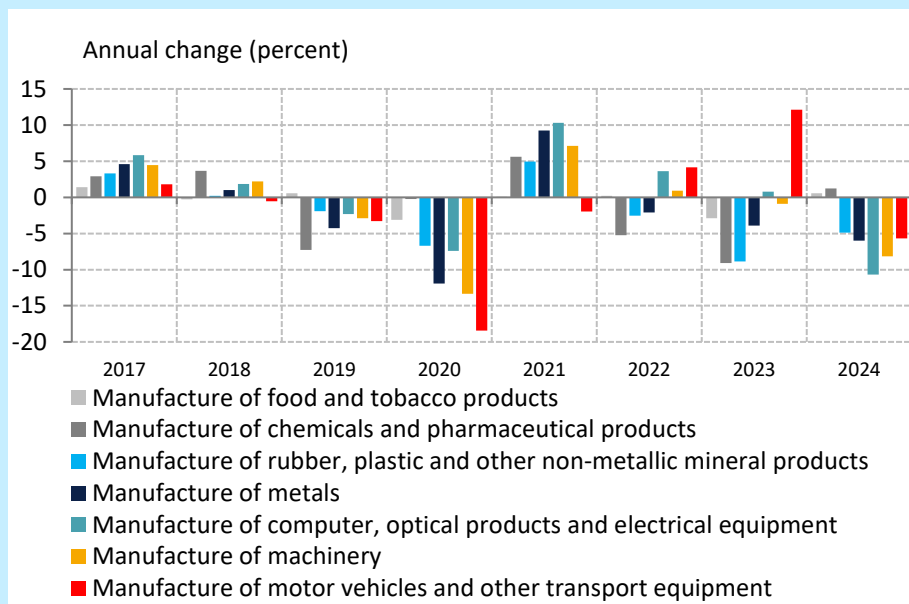 Annual change (percent)
15
10
5
0
-5
-10
-15
-20
2017 2018 2019 2020 2021 2022 2023 2024
Manufacture of food and tobacco products
Manufacture of chemicals and pharmaceutical products
Manufacture of rubber, plastic and other non-metallic mineral products
Manufacture of metals
Manufacture of computer, optical products and electrical equipment
Manufacture of machinery
Manufacture of motor vehicles and other transport equipment